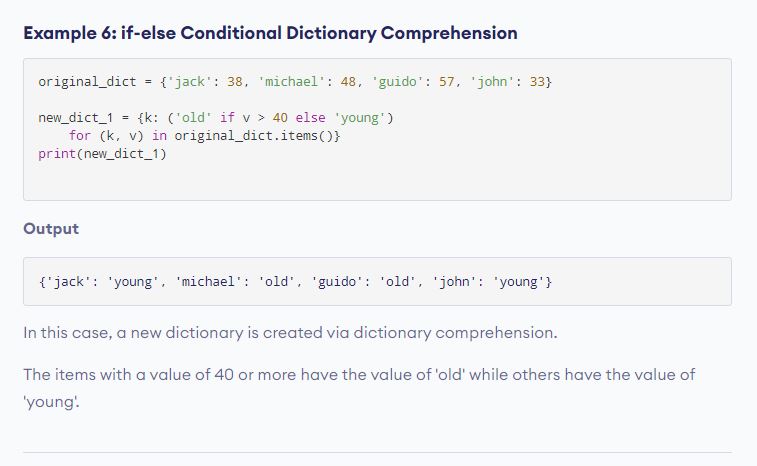 Example 6: if-else Conditional Dictionary Comprehension
original_dict = {'jack': 38, 'michael': 48, 'guido': 57, 'john': 33}
new_dict_1 = {k: ('old' if v > 40 else 'young')
    for (k, v) in original_dict.items()}
print(new_dict_1)
Output
{'jack': 'young', 'michael': 'old', 'guido': 'old', 'john': 'young'}
In this case, a new dictionary is created via dictionary comprehension.
The items with a value of 40 or more have the value of 'old' while others have the value of
'young'.